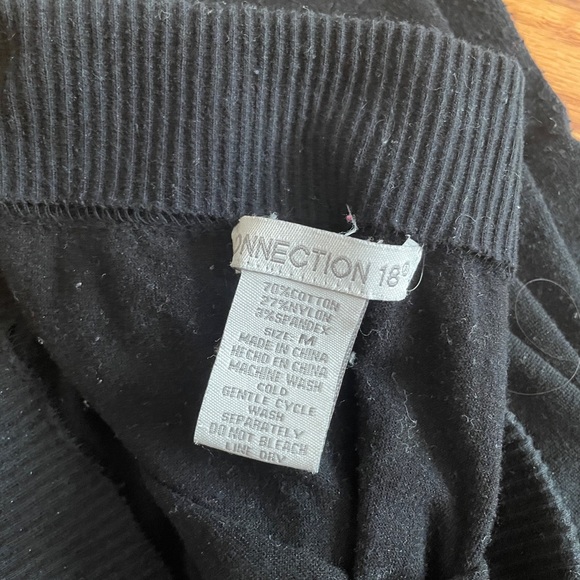 ONNECTION 18
70%COTTON
27%NYLON
3%SPANDEX
SIZE: M
MADE IN CHINA
HECHO EN CHINA
MACHINE WASH
COLD
GENTLE CYCLE
WASH
SEPARATELY
DO NOT BLEACH
LINE DRY